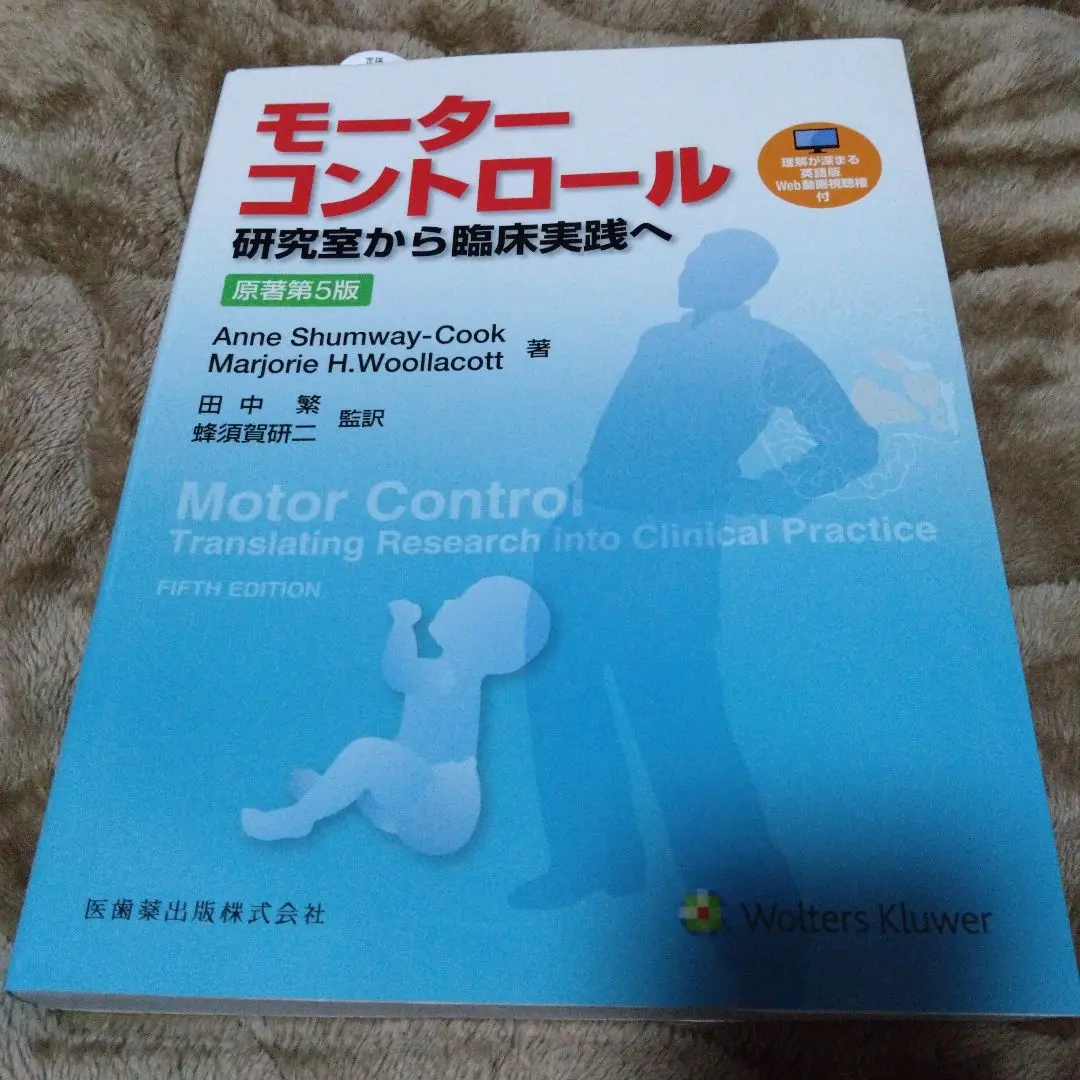 定価
モーター
コントロール
研究室から臨床実践へ
原著第5版
理解が深まる
英語版
Web動画視聴権
付
Anne Shumway-Cook
Marjorie H.Woollacott
著
田中 繁
蜂須賀研二
監訳
Motor Control
Translating Research into Clinical Practice
FIFTH EDITION
医歯薬出版株式会社
Wolters Kluwer